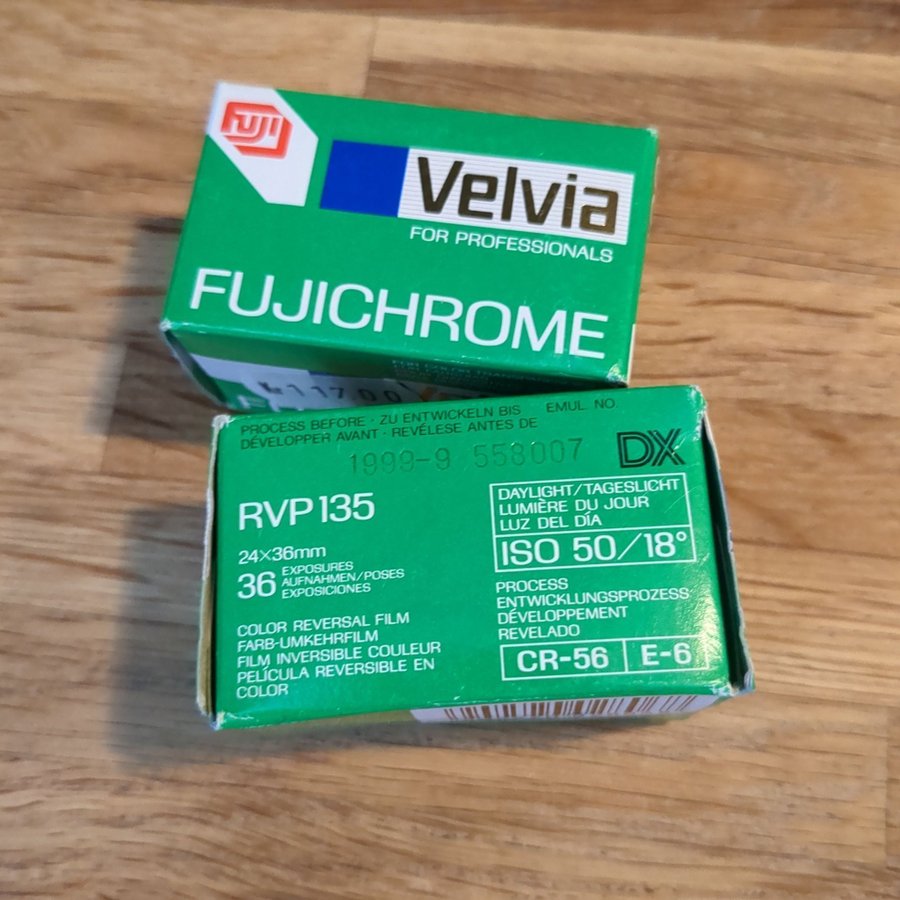 FUJI
Velvia
FOR PROFESSIONALS
FUJICHROME
11700
PROCESS BEFORE · ZU ENTWICKELN BIS EMUL. NO.
DÉVELOPPER AVANT · REVÉLESE ANTES DE
1999-9 558007
DX
RVP 135
24×36mm
36 EXPOSURES
AUFNAHMEN/POSES
EXPOSICIONES
COLOR REVERSAL FILM
FARB-UMKEHRFILM
FILM INVERSIBLE COULEUR
PELÍCULA REVERSIBLE EN
COLOR
DAYLIGHT/TAGESLICHT
LUMIÈRE DU JOUR
LUZ DEL DÍA
ISO 50/18°
PROCESS
ENTWICKLUNGSPROZESS
DÉVELOPPEMENT
REVELADO
CR-56 E-6